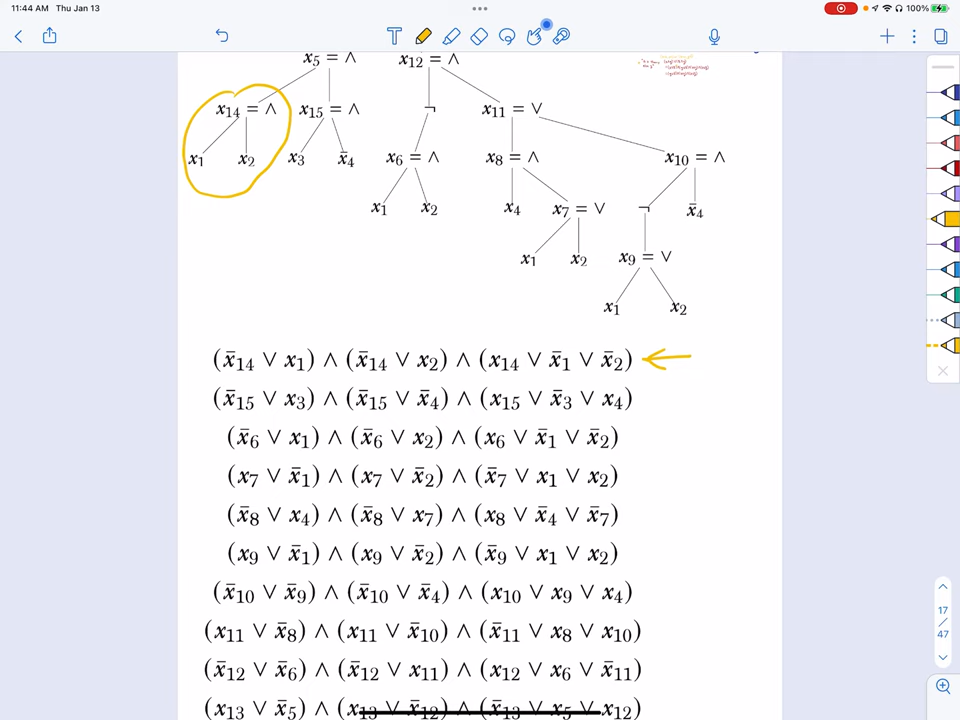 11:44 AM Thu Jan 13
100%
x₅ = ∧ x₁₂ = ∧
x₁₄ = ∧ x₁₅ = ∧ ¬ x₁₁ = ∨
x₁ x₂ x₃ x̄₄ x₆ = ∧ x₈ = ∧ x₁₀ = ∧
x₁ x₂ x₄ x₇ = ∨ ¬ x̄₄
x₁ x₂ x₉ = ∨
x₁ x₂
(x̄₁₄ ∨ x₁) ∧ (x̄₁₄ ∨ x₂) ∧ (x₁₄ ∨ x̄₁ ∨ x̄₂)
(x̄₁₅ ∨ x₃) ∧ (x̄₁₅ ∨ x̄₄) ∧ (x₁₅ ∨ x̄₃ ∨ x₄)
(x̄₆ ∨ x₁) ∧ (x̄₆ ∨ x₂) ∧ (x₆ ∨ x̄₁ ∨ x̄₂)
(x₇ ∨ x̄₁) ∧ (x₇ ∨ x̄₂) ∧ (x̄₇ ∨ x₁ ∨ x₂)
(x̄₈ ∨ x₄) ∧ (x̄₈ ∨ x₇) ∧ (x₈ ∨ x̄₄ ∨ x̄₇)
(x₉ ∨ x̄₁) ∧ (x₉ ∨ x̄₂) ∧ (x̄₉ ∨ x₁ ∨ x₂)
(x̄₁₀ ∨ x̄₉) ∧ (x̄₁₀ ∨ x̄₄) ∧ (x₁₀ ∨ x₉ ∨ x₄)
(x₁₁ ∨ x̄₈) ∧ (x₁₁ ∨ x̄₁₀) ∧ (x̄₁₁ ∨ x₈ ∨ x₁₀)
(x̄₁₂ ∨ x̄₆) ∧ (x̄₁₂ ∨ x₁₁) ∧ (x₁₂ ∨ x₆ ∨ x̄₁₁)
(x₁₃ ∨ x̄₅) ∧ (x₁₃ ∨ x̄₁₂) ∧ (x̄₁₃ ∨ x₅ ∨ x₁₂)
17
/
47